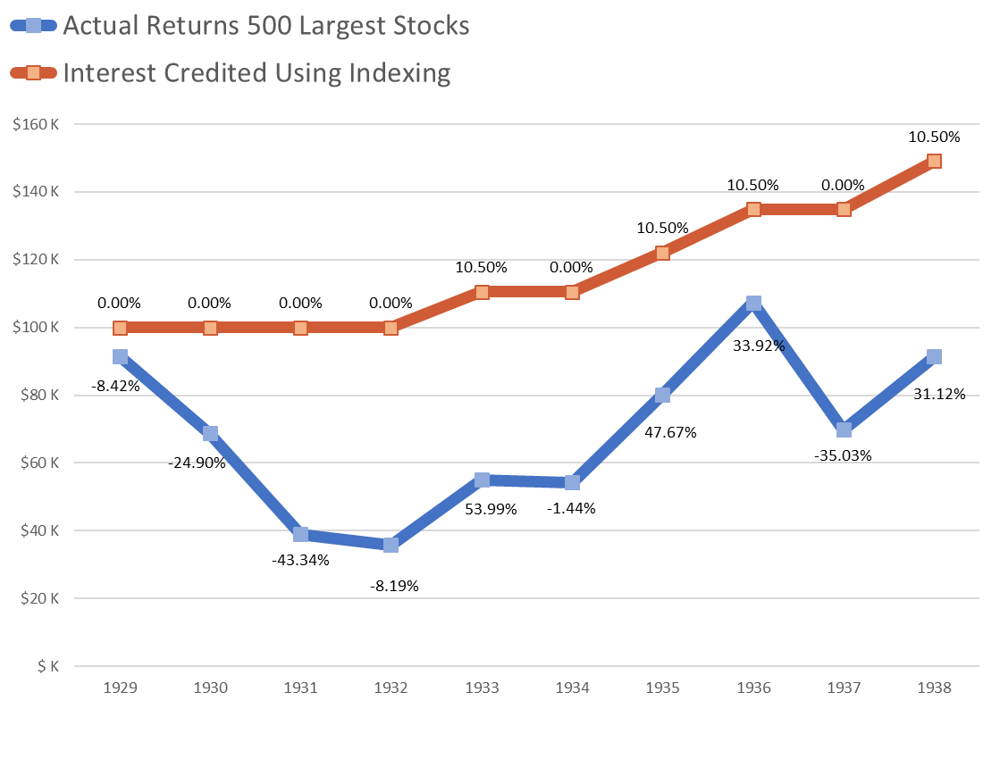 Actual Returns 500 Largest Stocks
Interest Credited Using Indexing
$160 K
10.50%
10.50%
0.00%
$140 K
10.50%
$120 K
10.50%
0.00%
0.00%
0.00%
0.00%
0.00%
$100 K
33.92%
-8.42%
31.12%
$80 K
47.67%
-35.03%
-24.90%
$60 K
53.99%
-1.44%
$40 K
-43.34%
-8.19%
$20 K
$ K
1929 1930 1931 1932 1933 1934 1935 1936 1937 1938